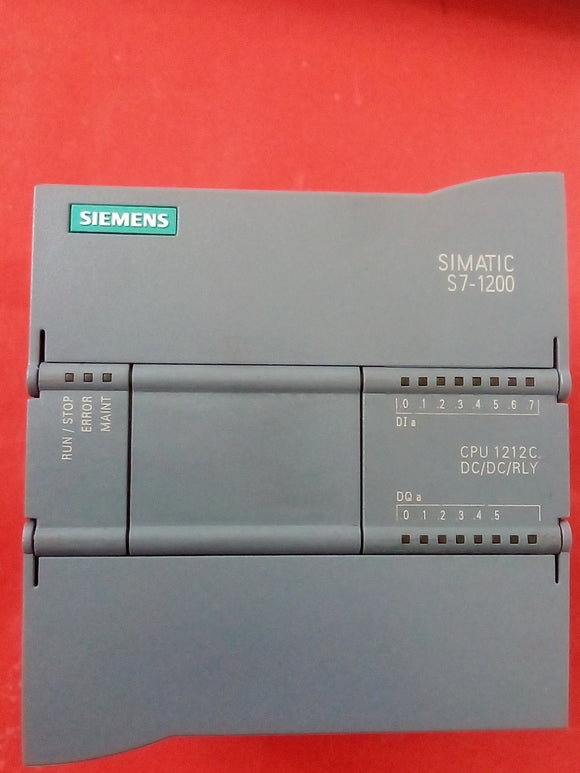 SIEMENS
SIMATIC
S7-1200
RUN / STOP
ERROR
MAINT
0 .1 .2 .3 .4 .5 .6 .7
DI a
CPU 1212C
DC/DC/RLY
DQ a
0 .1 .2 .3 .4 .5